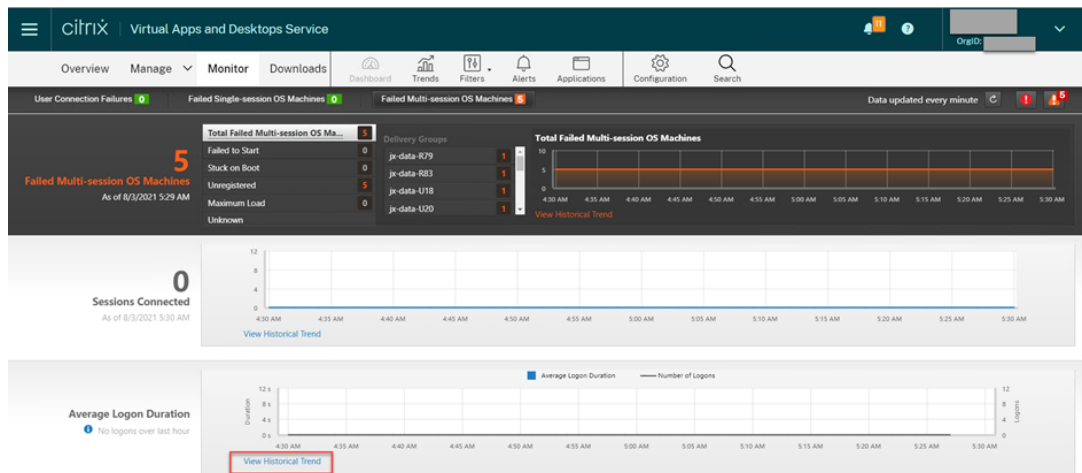 citrix Virtual Apps and Desktops Service 11 ?
OrgID:
Overview Manage Monitor Downloads Dashboard Trends Filters Alerts Applications Configuration Search
User Connection Failures 0 Failed Single-session OS Machines 0 Failed Multi-session OS Machines 5 Data updated every minute ! 5
5
Failed Multi-session OS Machines
As of 8/3/2021 5:29 AM
Total Failed Multi-session OS Ma... 5
Failed to Start 0
Stuck on Boot 0
Unregistered 5
Maximum Load 0
Unknown
Delivery Groups
jx-data-R79 1
jx-data-R83 1
jx-data-U18 1
jx-data-U20 1
Total Failed Multi-session OS Machines
10
5
0
4:30 AM 4:35 AM 4:40 AM 4:45 AM 4:50 AM 4:55 AM 5:00 AM 5:05 AM 5:10 AM 5:15 AM 5:20 AM 5:25 AM 5:30 AM
View Historical Trend
0
Sessions Connected
As of 8/3/2021 5:30 AM
12
8
4
0
4:30 AM 4:35 AM 4:40 AM 4:45 AM 4:50 AM 4:55 AM 5:00 AM 5:05 AM 5:10 AM 5:15 AM 5:20 AM 5:25 AM 5:30 AM
View Historical Trend
Average Logon Duration
No logons over last hour
Average Logon Duration Number of Logons
Duration
12 s
8 s
4 s
0 s
12
8
4
0
Logons
4:30 AM 4:35 AM 4:40 AM 4:45 AM 4:50 AM 4:55 AM 5:00 AM 5:05 AM 5:10 AM 5:15 AM 5:20 AM 5:25 AM 5:30 AM
View Historical Trend